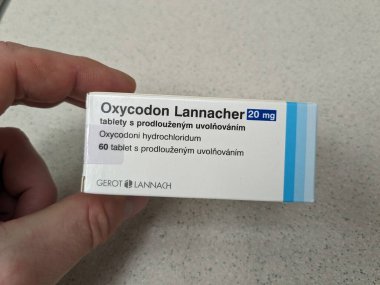 Oxycodon Lannacher 20 mg
tablety s prodlouženým uvolňováním
Oxycodoni hydrochloridum
60 tablet s prodlouženým uvolňováním
GEROT LANNACH